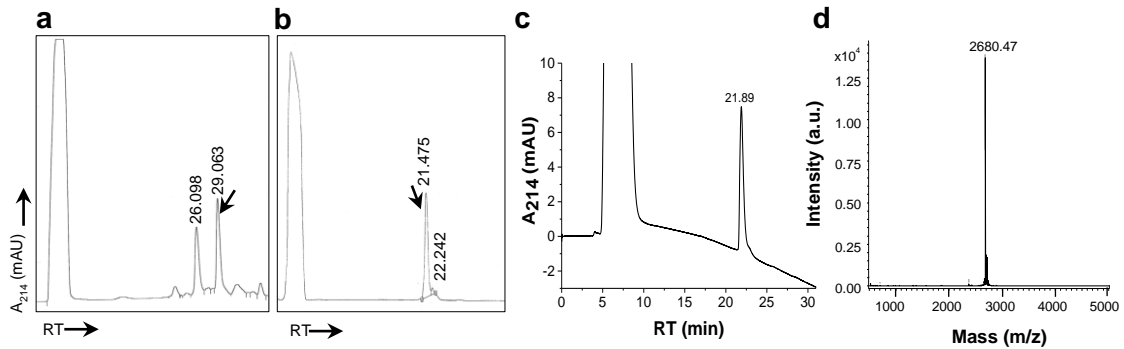 a
29.063
26.098
A214 (mAU)
RT
b
21.475
22.242
c
10
8
6
4
2
0
-2
A214 (mAU)
21.89
0 5 10 15 20 25 30
RT (min)
d
2680.47
x10⁴
1.25
1.00
0.75
0.50
0.25
0.00
Intensity (a.u.)
1000 2000 3000 4000 5000
Mass (m/z)
RT